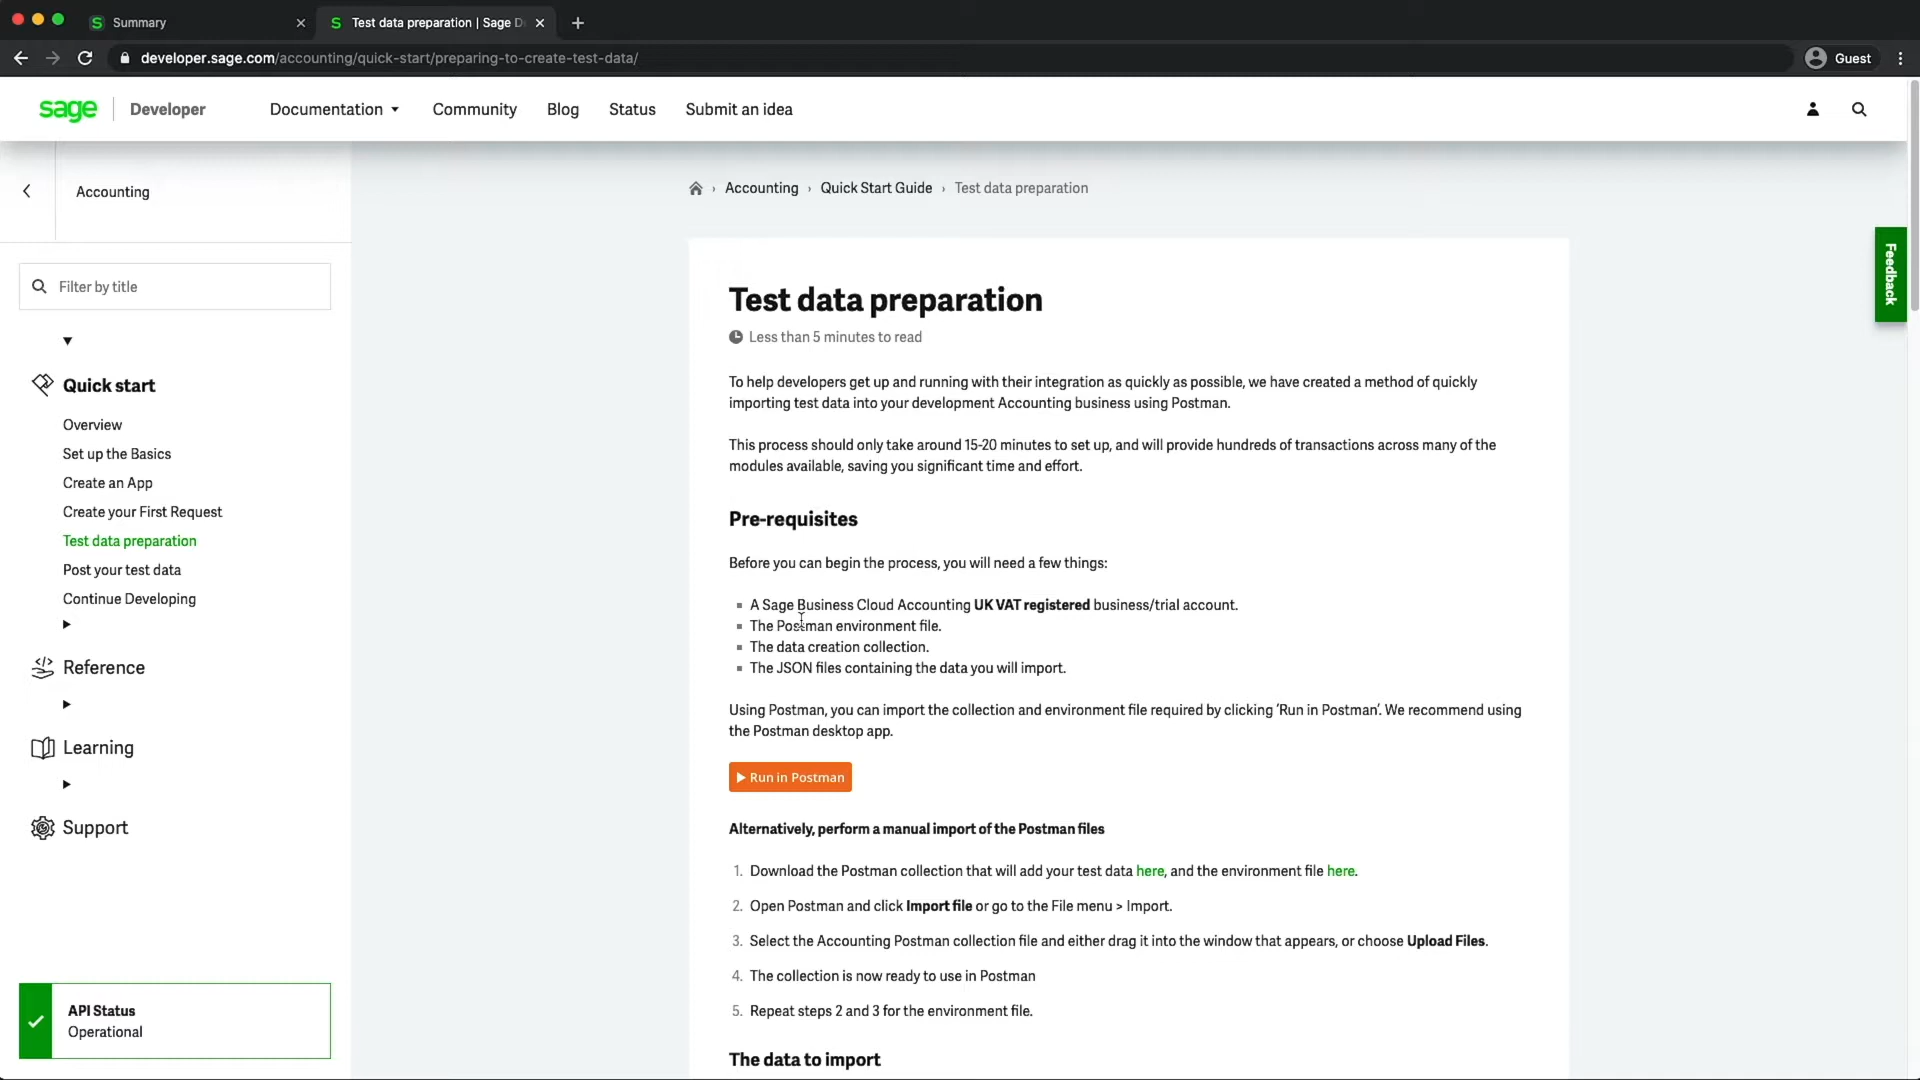 Summary
Test data preparation | Sage D
developer.sage.com/accounting/quick-start/preparing-to-create-test-data/
Guest
sage Developer
Documentation
Community
Blog
Status
Submit an idea
Accounting
Filter by title
Quick start
Overview
Set up the Basics
Create an App
Create your First Request
Test data preparation
Post your test data
Continue Developing
Reference
Learning
Support
API Status
Operational
Accounting › Quick Start Guide › Test data preparation
Test data preparation
Less than 5 minutes to read
To help developers get up and running with their integration as quickly as possible, we have created a method of quickly
importing test data into your development Accounting business using Postman.
This process should only take around 15-20 minutes to set up, and will provide hundreds of transactions across many of the
modules available, saving you significant time and effort.
Pre-requisites
Before you can begin the process, you will need a few things:
A Sage Business Cloud Accounting UK VAT registered business/trial account.
The Postman environment file.
The data creation collection.
The JSON files containing the data you will import.
Using Postman, you can import the collection and environment file required by clicking ‘Run in Postman’. We recommend using
the Postman desktop app.
Run in Postman
Alternatively, perform a manual import of the Postman files
1. Download the Postman collection that will add your test data here, and the environment file here.
2. Open Postman and click Import file or go to the File menu > Import.
3. Select the Accounting Postman collection file and either drag it into the window that appears, or choose Upload Files.
4. The collection is now ready to use in Postman
5. Repeat steps 2 and 3 for the environment file.
The data to import
Feedback